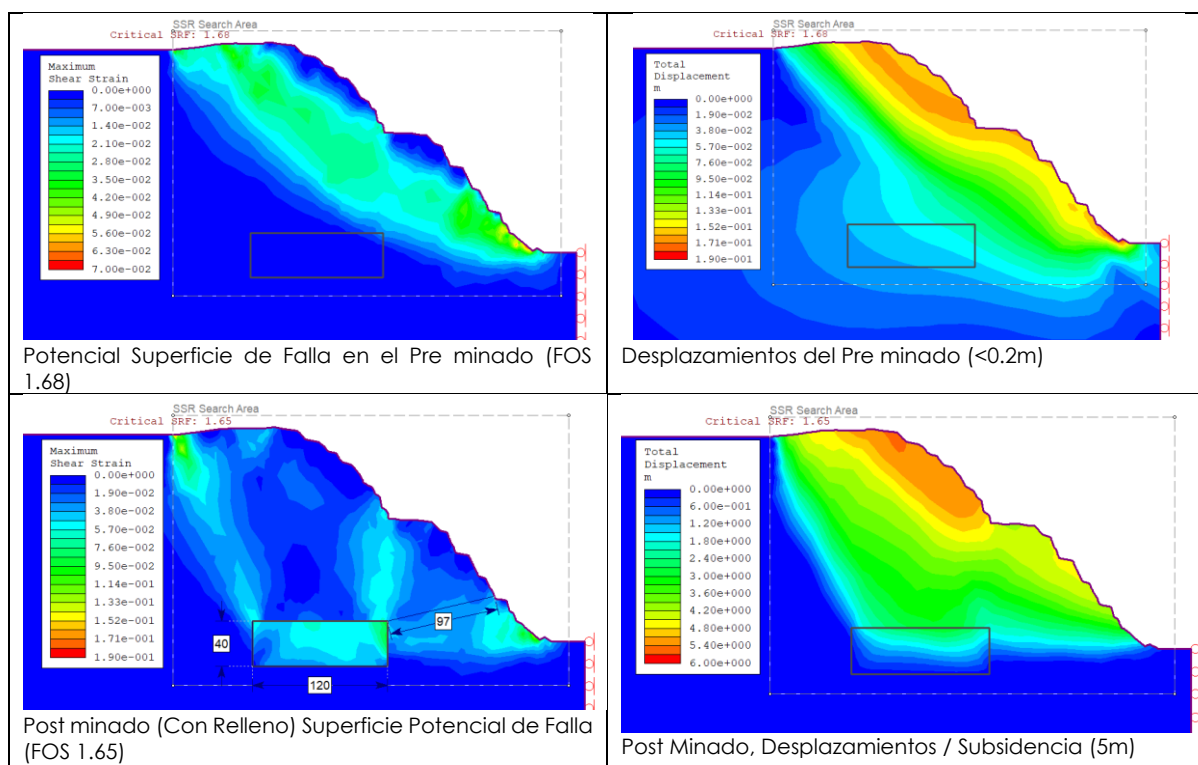 SSR Search Area
Critical SRF: 1.68
Maximum
Shear Strain
0.00e+000
7.00e-003
1.40e-002
2.10e-002
2.80e-002
3.50e-002
4.20e-002
4.90e-002
5.60e-002
6.30e-002
7.00e-002
Potencial Superficie de Falla en el Pre minado (FOS
1.68)
SSR Search Area
Critical SRF: 1.68
Total
Displacement
m
0.00e+000
1.90e-002
3.80e-002
5.70e-002
7.60e-002
9.50e-002
1.14e-001
1.33e-001
1.52e-001
1.71e-001
1.90e-001
Desplazamientos del Pre minado (<0.2m)
SSR Search Area
Critical SRF: 1.65
Maximum
Shear Strain
0.00e+000
1.90e-002
3.80e-002
5.70e-002
7.60e-002
9.50e-002
1.14e-001
1.33e-001
1.52e-001
1.71e-001
1.90e-001
97
40
120
Post minado (Con Relleno) Superficie Potencial de Falla
(FOS 1.65)
SSR Search Area
Critical SRF: 1.65
Total
Displacement
m
0.00e+000
6.00e-001
1.20e+000
1.80e+000
2.40e+000
3.00e+000
3.60e+000
4.20e+000
4.80e+000
5.40e+000
6.00e+000
Post Minado, Desplazamientos / Subsidencia (5m)